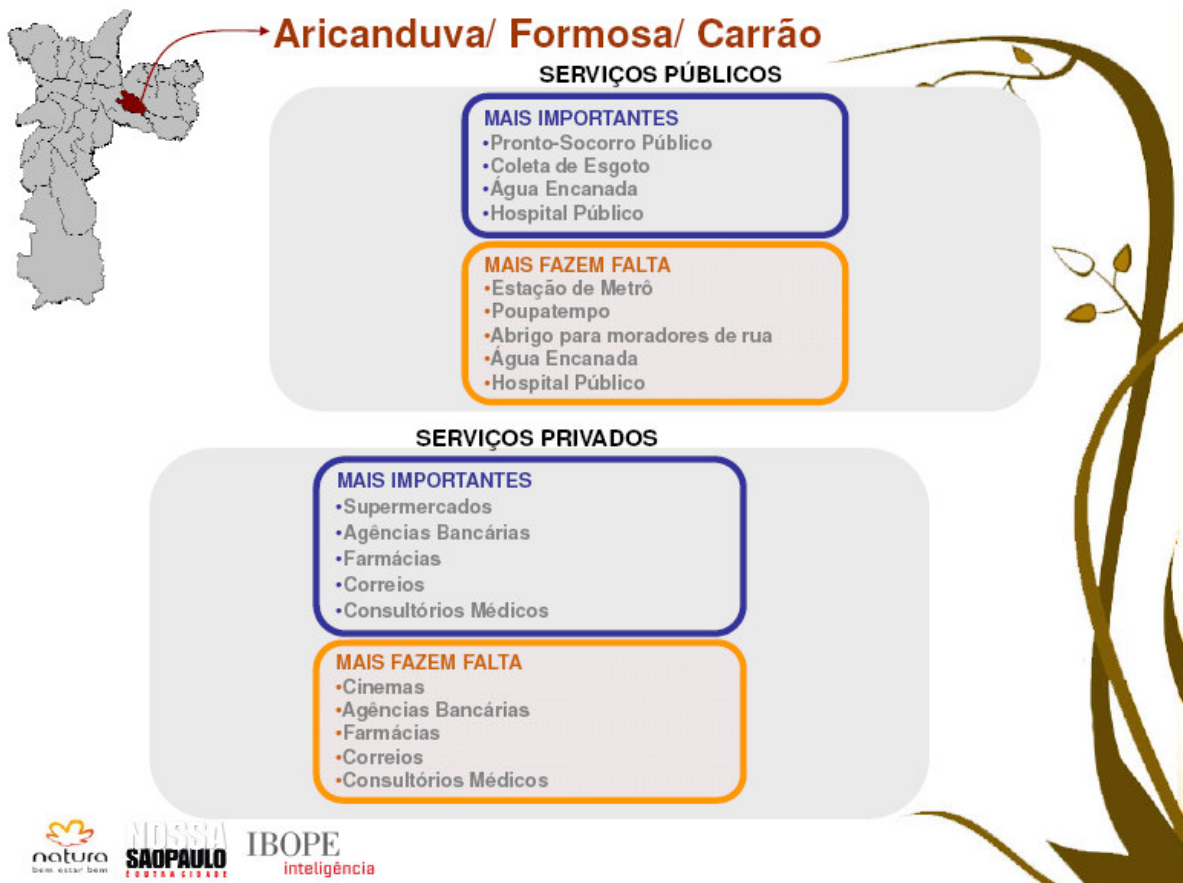 Aricanduva/ Formosa/ Carrão
SERVIÇOS PÚBLICOS
MAIS IMPORTANTES
•Pronto-Socorro Público
•Coleta de Esgoto
•Água Encanada
•Hospital Público
MAIS FAZEM FALTA
•Estação de Metrô
•Poupatempo
•Abrigo para moradores de rua
•Água Encanada
•Hospital Público
SERVIÇOS PRIVADOS
MAIS IMPORTANTES
•Supermercados
•Agências Bancárias
•Farmácias
•Correios
•Consultórios Médicos
MAIS FAZEM FALTA
•Cinemas
•Agências Bancárias
•Farmácias
•Correios
•Consultórios Médicos
natura
bem estar bem
NOSSA
SAOPAULO
É OUTRA CIDADE
IBOPE
inteligência